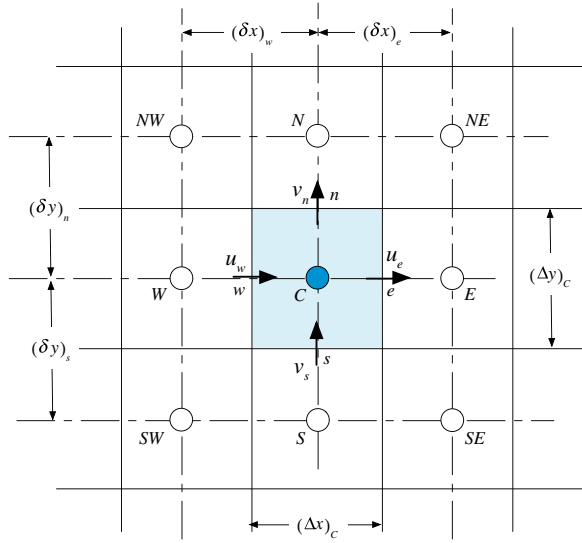 (δx)_w (δx)_e
NW N NE
v_n n
(δy)_n
u_w u_e (Δy)_C
W w C e E
(δy)_s
v_s s
SW S SE
(Δx)_C